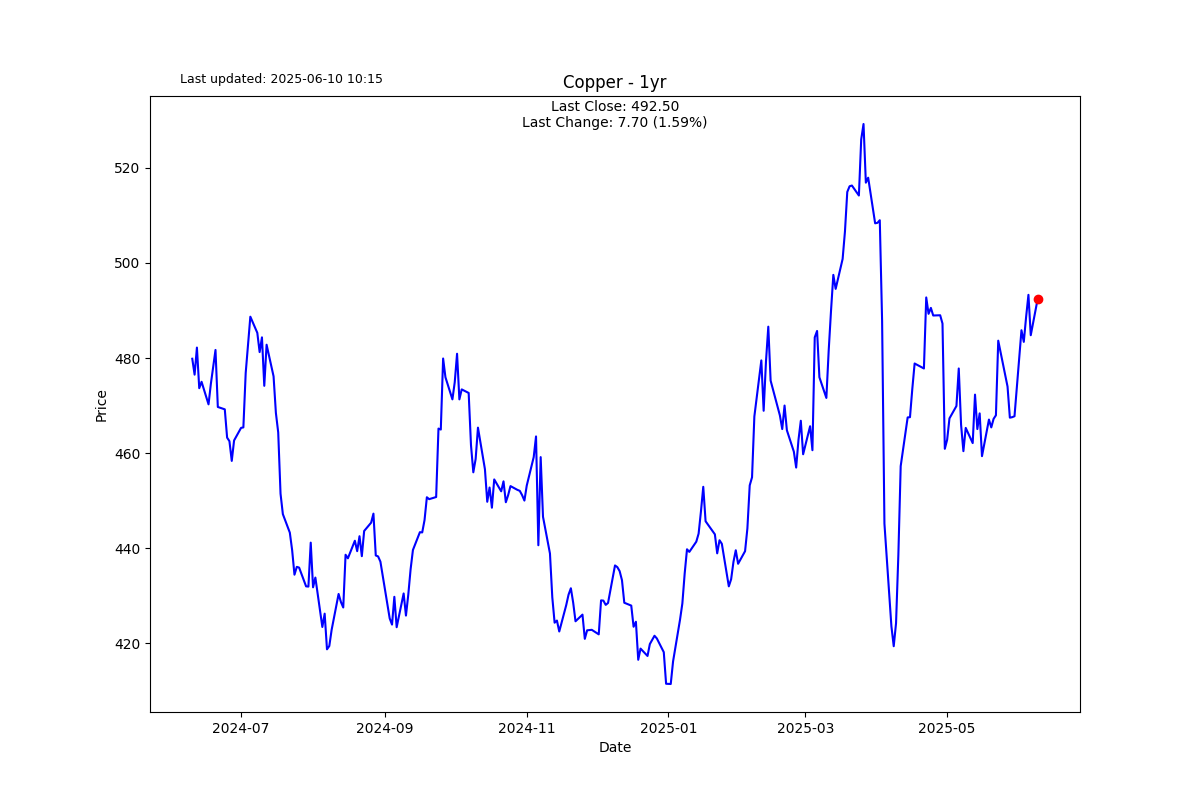 Last updated: 2025-06-10 10:15
Copper - 1yr
Last Close: 492.50
Last Change: 7.70 (1.59%)
520
500
480
460
440
420
Price
2024-07
2024-09
2024-11
2025-01
2025-03
2025-05
Date